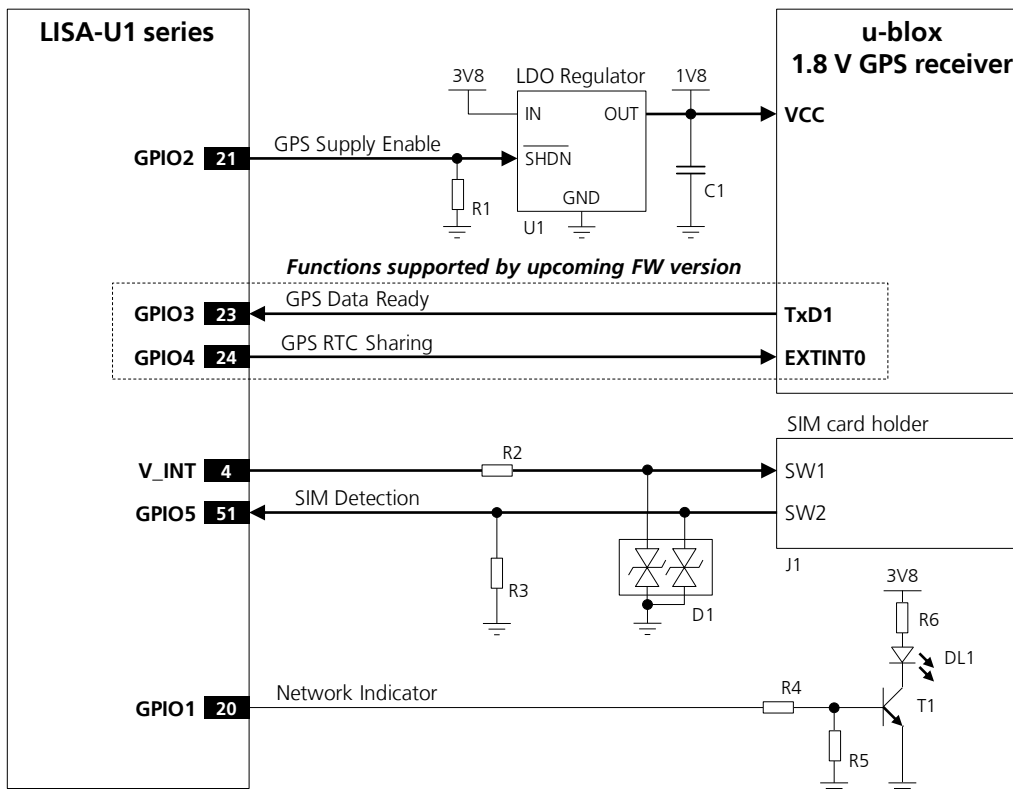 LISA-U1 series
u-blox
1.8 V GPS receiver
3V8
LDO Regulator
1V8
IN
OUT
VCC
GPIO2 21
GPS Supply Enable
SHDN
R1
GND
U1
C1
Functions supported by upcoming FW version
GPIO3 23
GPS Data Ready
TxD1
GPIO4 24
GPS RTC Sharing
EXTINT0
SIM card holder
V_INT 4
R2
SW1
GPIO5 51
SIM Detection
SW2
R3
D1
J1
3V8
R6
DL1
GPIO1 20
Network Indicator
R4
T1
R5